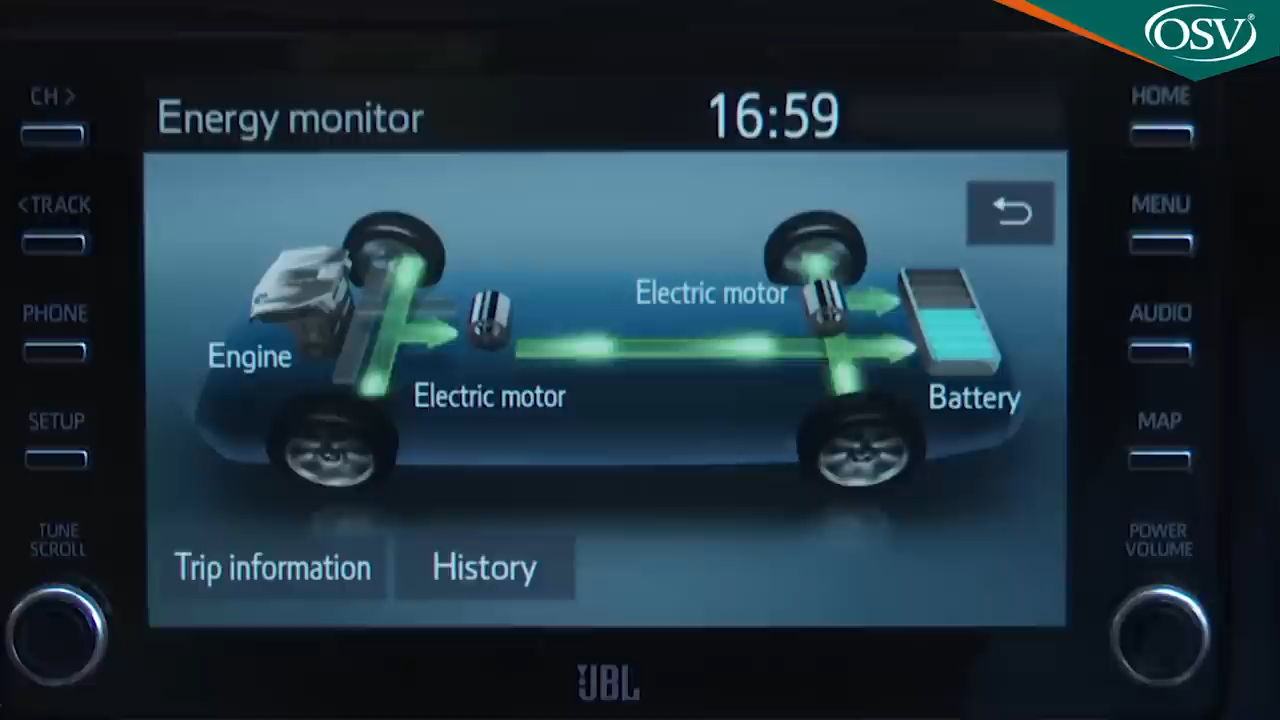 OSV®
CH >
HOME
Energy monitor
16:59
<TRACK
MENU
Electric motor
PHONE
AUDIO
Engine
Electric motor
Battery
SETUP
MAP
TUNE
SCROLL
POWER
VOLUME
Trip information
History
JBL